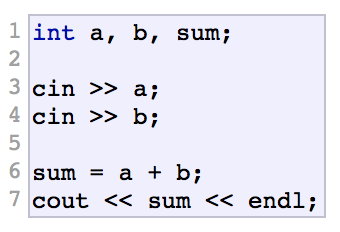 1 int a, b, sum;
2
3 cin >> a;
4 cin >> b;
5
6 sum = a + b;
7 cout << sum << endl;